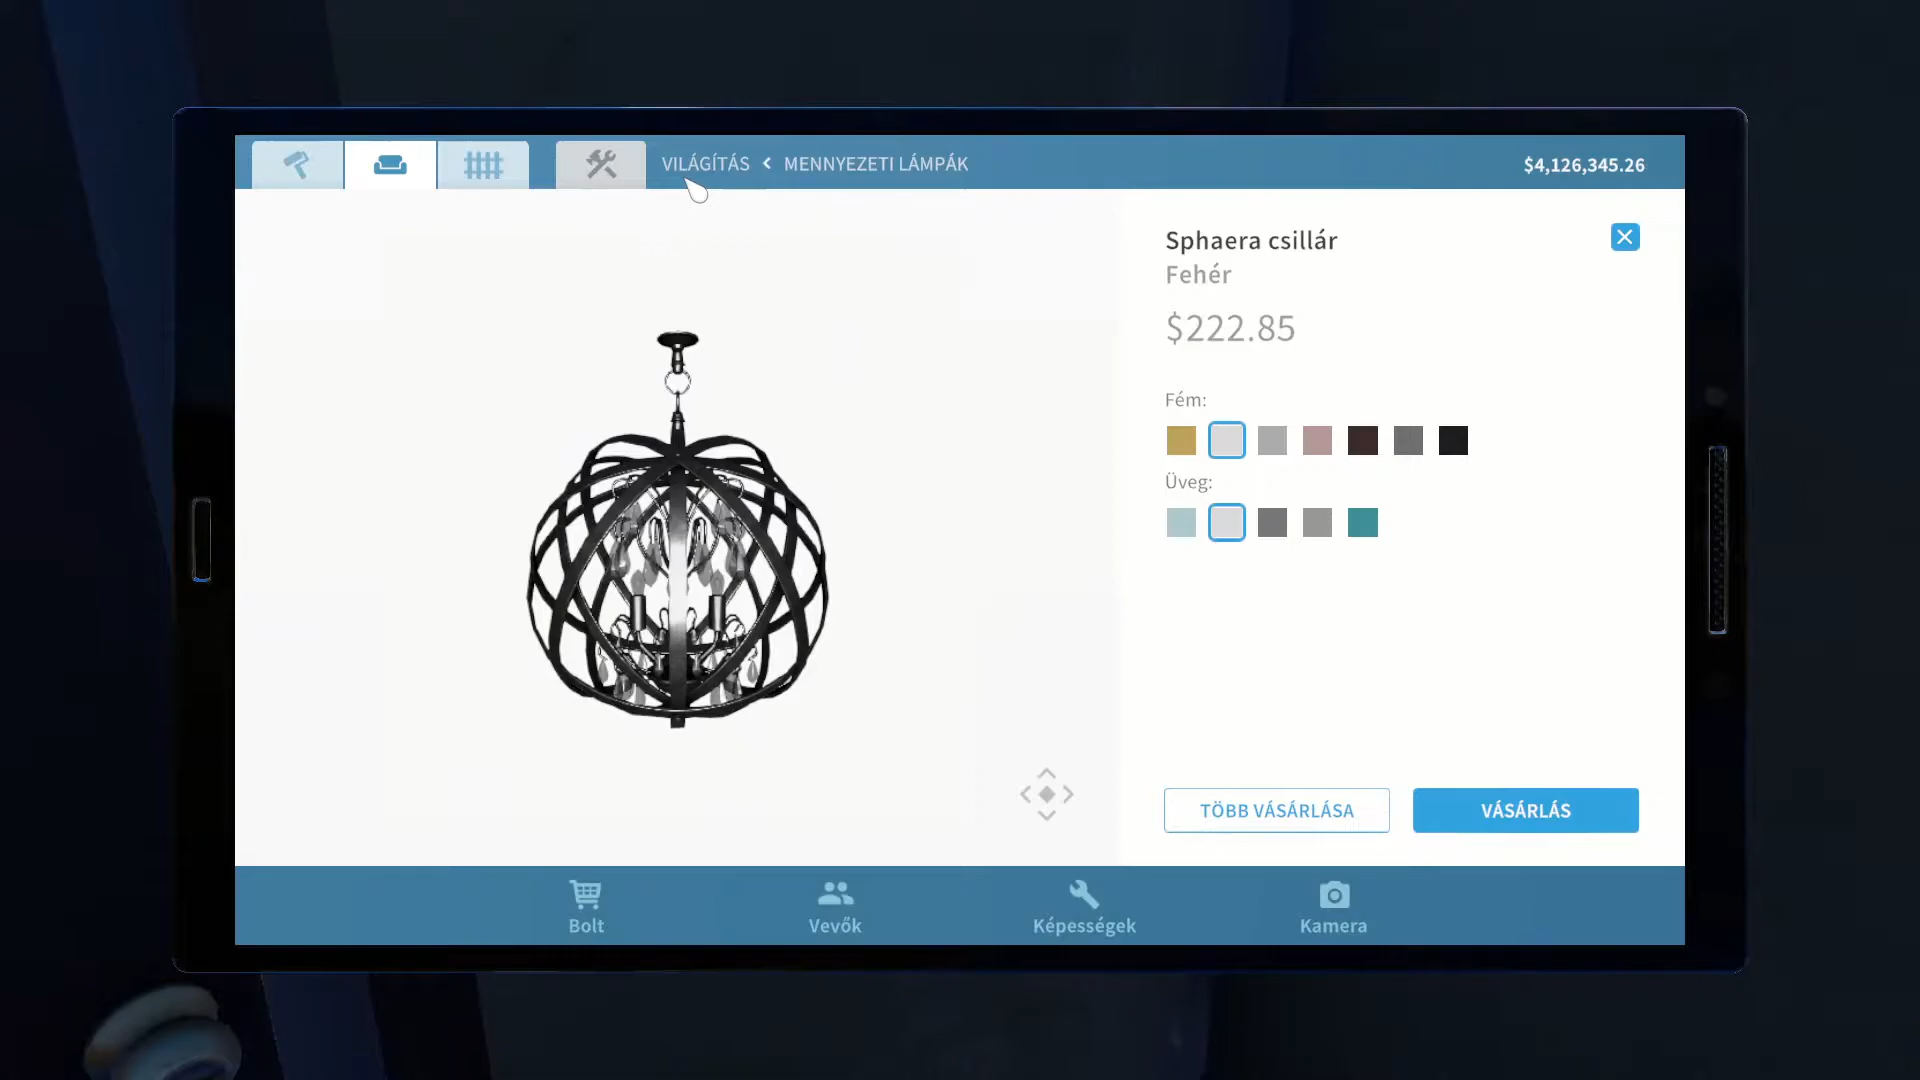 VILÁGÍTÁS < MENNYEZETI LÁMPÁK
$4,126,345.26
Sphaera csillár
Fehér
$222.85
Fém:
Üveg:
TÖBB VÁSÁRLÁSA
VÁSÁRLÁS
Bolt
Vevők
Képességek
Kamera